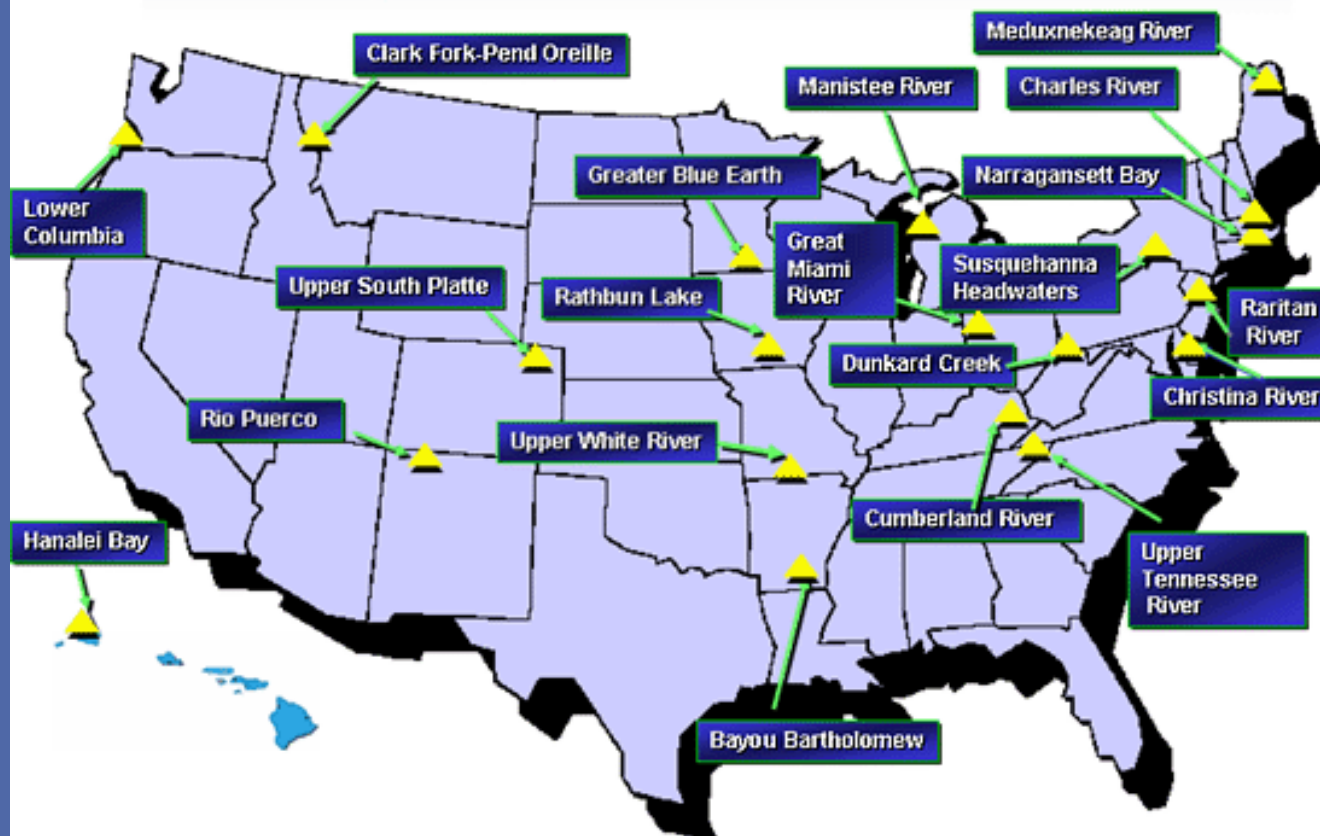 Meduxnekeag River
Clark Fork-Pend Oreille
Manistee River
Charles River
Greater Blue Earth
Narragansett Bay
Lower
Columbia
Great
Miami
River
Susquehanna
Headwaters
Upper South Platte
Rathbun Lake
Raritan
River
Dunkard Creek
Christina River
Rio Puerco
Upper White River
Cumberland River
Hanalei Bay
Upper
Tennessee
River
Bayou Bartholomew